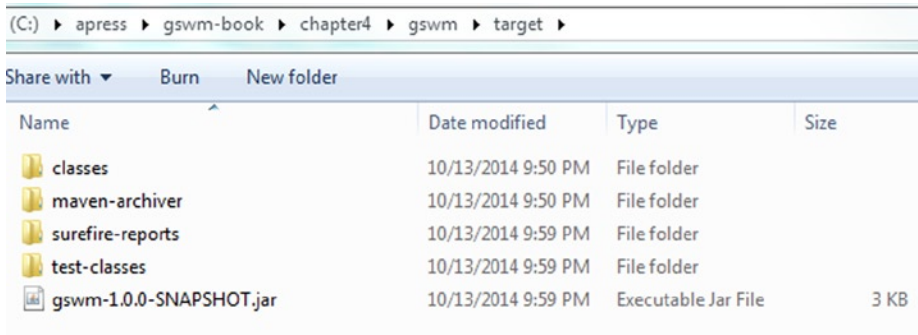 (C:) ▸ apress ▸ gswm-book ▸ chapter4 ▸ gswm ▸ target ▸
Share with ▾ Burn New folder
Name Date modified Type Size
classes 10/13/2014 9:50 PM File folder
maven-archiver 10/13/2014 9:50 PM File folder
surefire-reports 10/13/2014 9:59 PM File folder
test-classes 10/13/2014 9:59 PM File folder
gswm-1.0.0-SNAPSHOT.jar 10/13/2014 9:59 PM Executable Jar File 3 KB